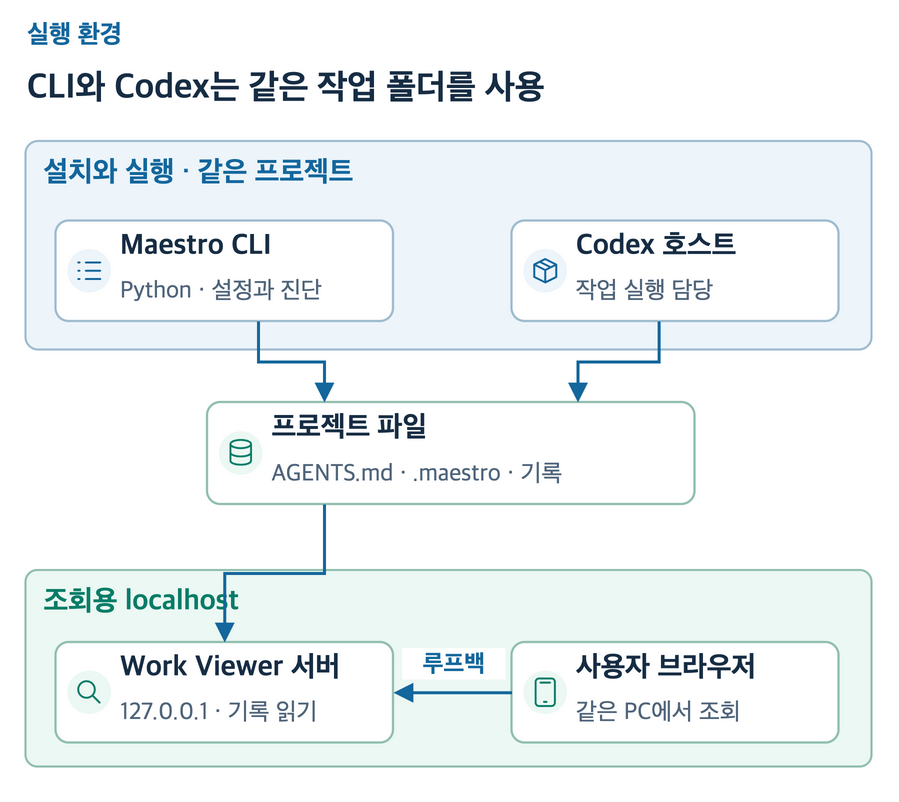 실행 환경
CLI와 Codex는 같은 작업 폴더를 사용
설치와 실행 · 같은 프로젝트
Maestro CLI
Python · 설정과 진단
Codex 호스트
작업 실행 담당
프로젝트 파일
AGENTS.md · .maestro · 기록
조회용 localhost
Work Viewer 서버
127.0.0.1 · 기록 읽기
루프백
사용자 브라우저
같은 PC에서 조회